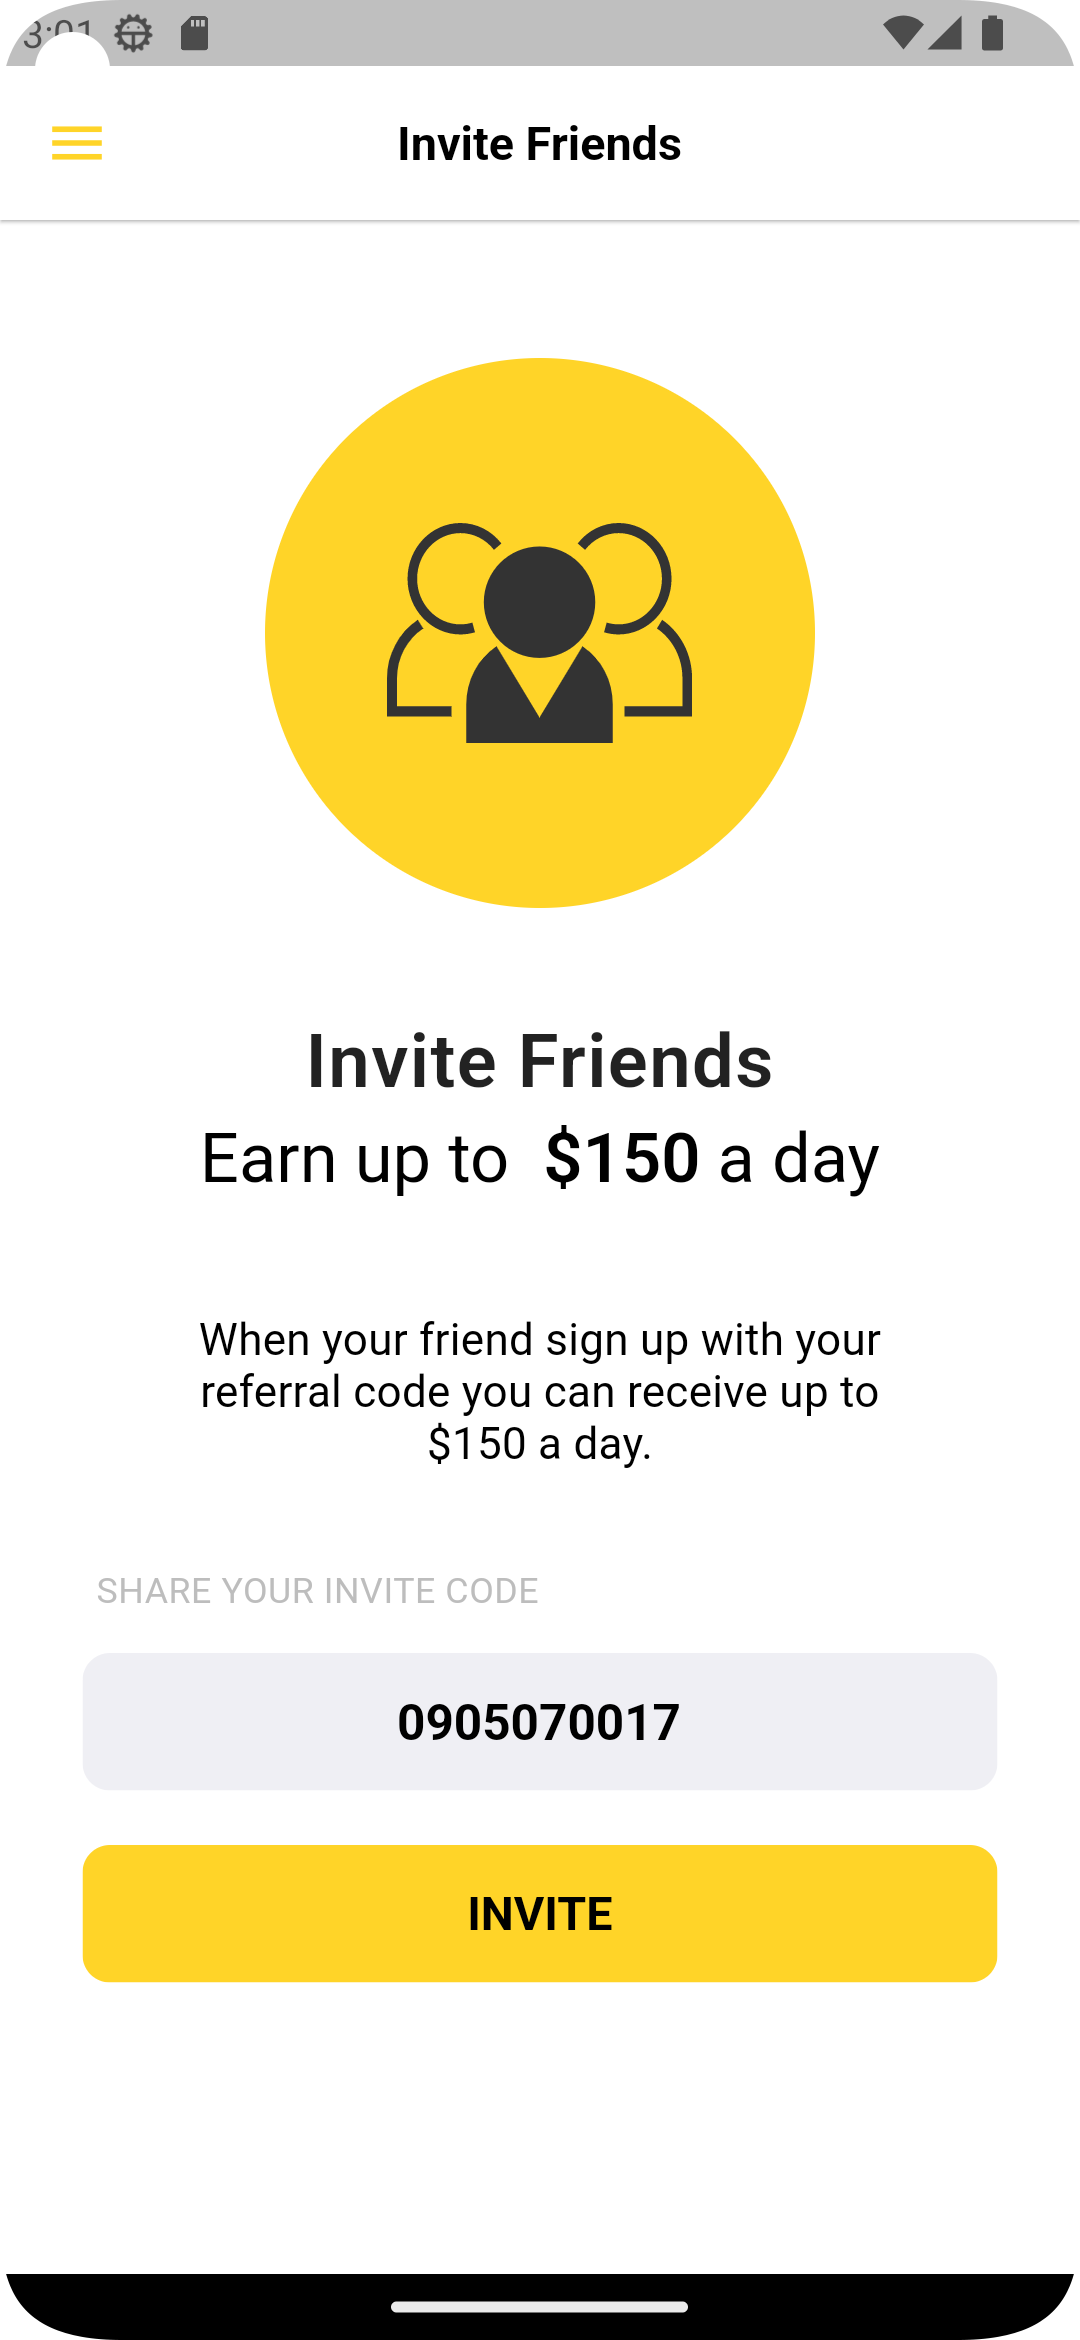 3:01
Invite Friends
Invite Friends
Earn up to $150 a day
When your friend sign up with your
referral code you can receive up to
$150 a day.
SHARE YOUR INVITE CODE
0905070017
INVITE